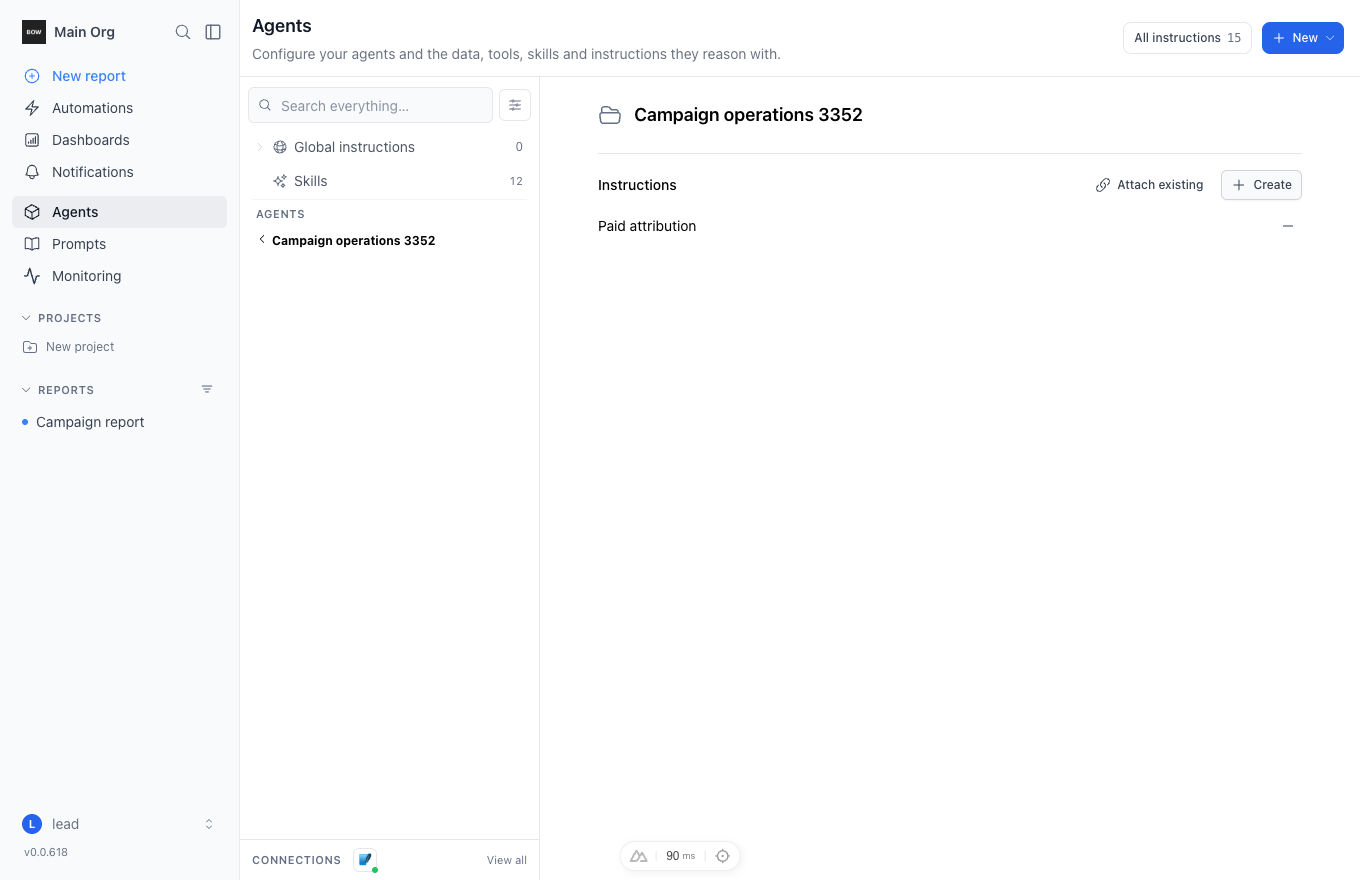 BOW
Main Org
New report
Automations
Dashboards
Notifications
Agents
Prompts
Monitoring
PROJECTS
New project
REPORTS
Campaign report
L
lead
v0.0.618
Agents
Configure your agents and the data, tools, skills and instructions they reason with.
All instructions 15
New
Search everything...
Global instructions 0
Skills 12
AGENTS
Campaign operations 3352
CONNECTIONS
View all
Campaign operations 3352
Instructions
Attach existing
Create
Paid attribution
90 ms